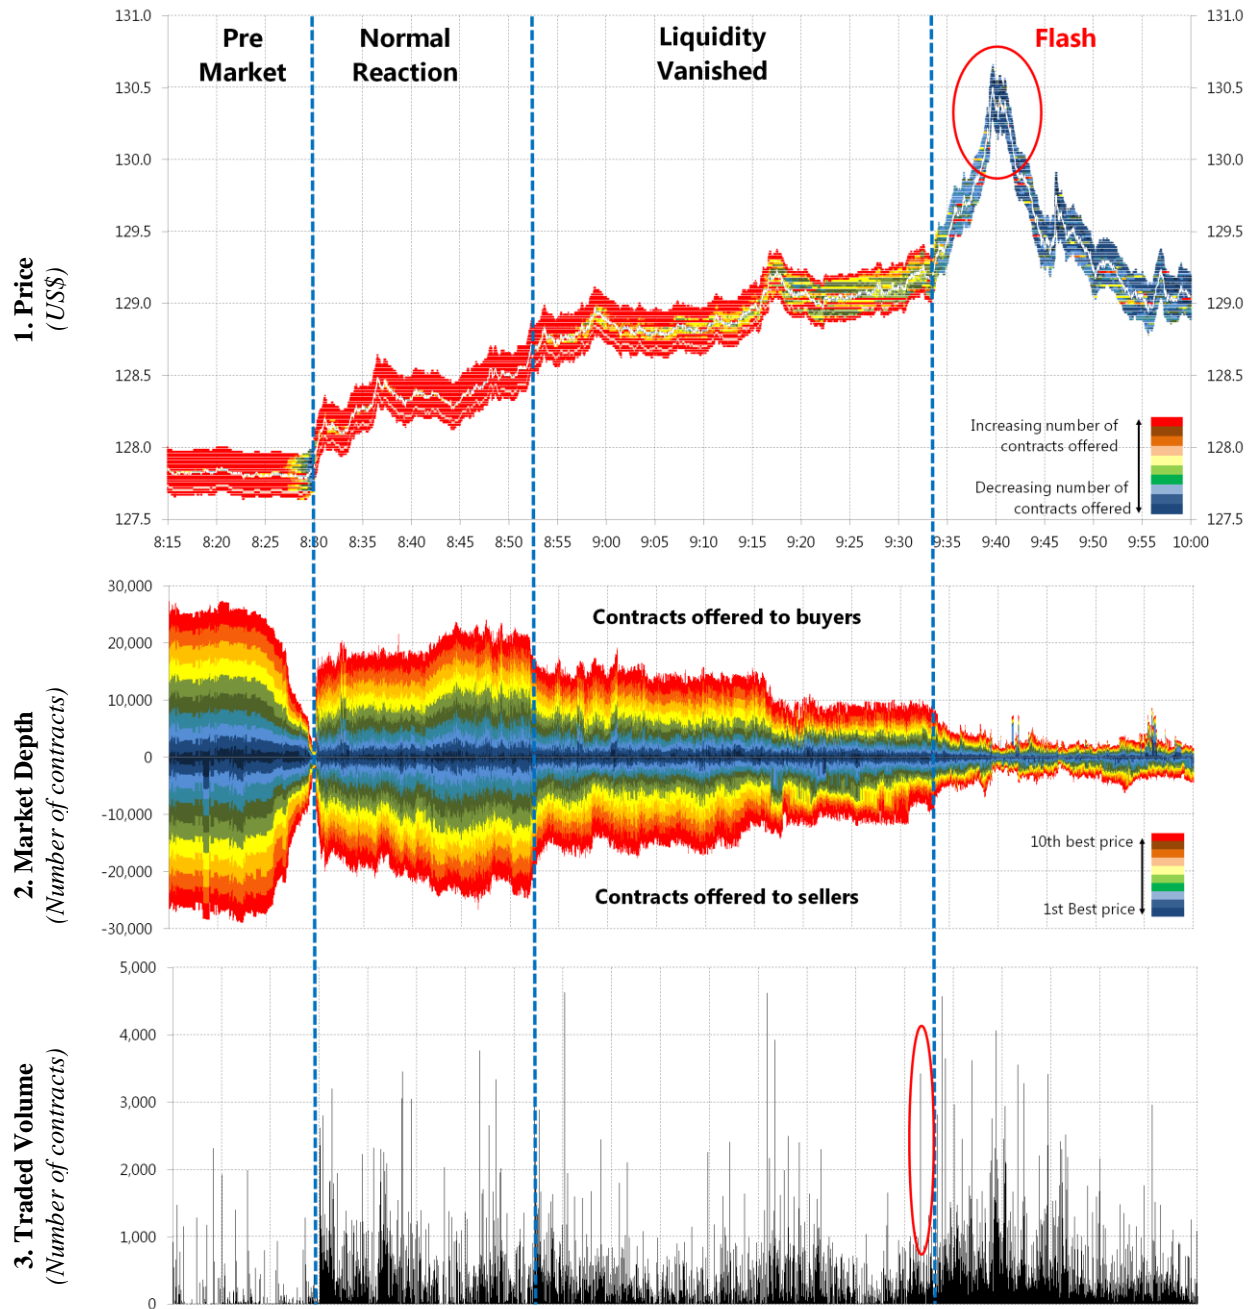 131.0
131.0
Pre
Market
Normal
Reaction
Liquidity
Vanished
Flash
130.5
130.5
130.0
130.0
129.5
129.5
1. Price
(US$)
129.0
129.0
128.5
128.5
Increasing number of
contracts offered
128.0
128.0
Decreasing number of
contracts offered
127.5
127.5
8:15 8:20 8:25 8:30 8:35 8:40 8:45 8:50 8:55 9:00 9:05 9:10 9:15 9:20 9:25 9:30 9:35 9:40 9:45 9:50 9:55 10:00
2. Market Depth
(Number of contracts)
30,000
Contracts offered to buyers
20,000
10,000
0
-10,000
10th best price
-20,000
Contracts offered to sellers
1st Best price
-30,000
3. Traded Volume
(Number of contracts)
5,000
4,000
3,000
2,000
1,000
0